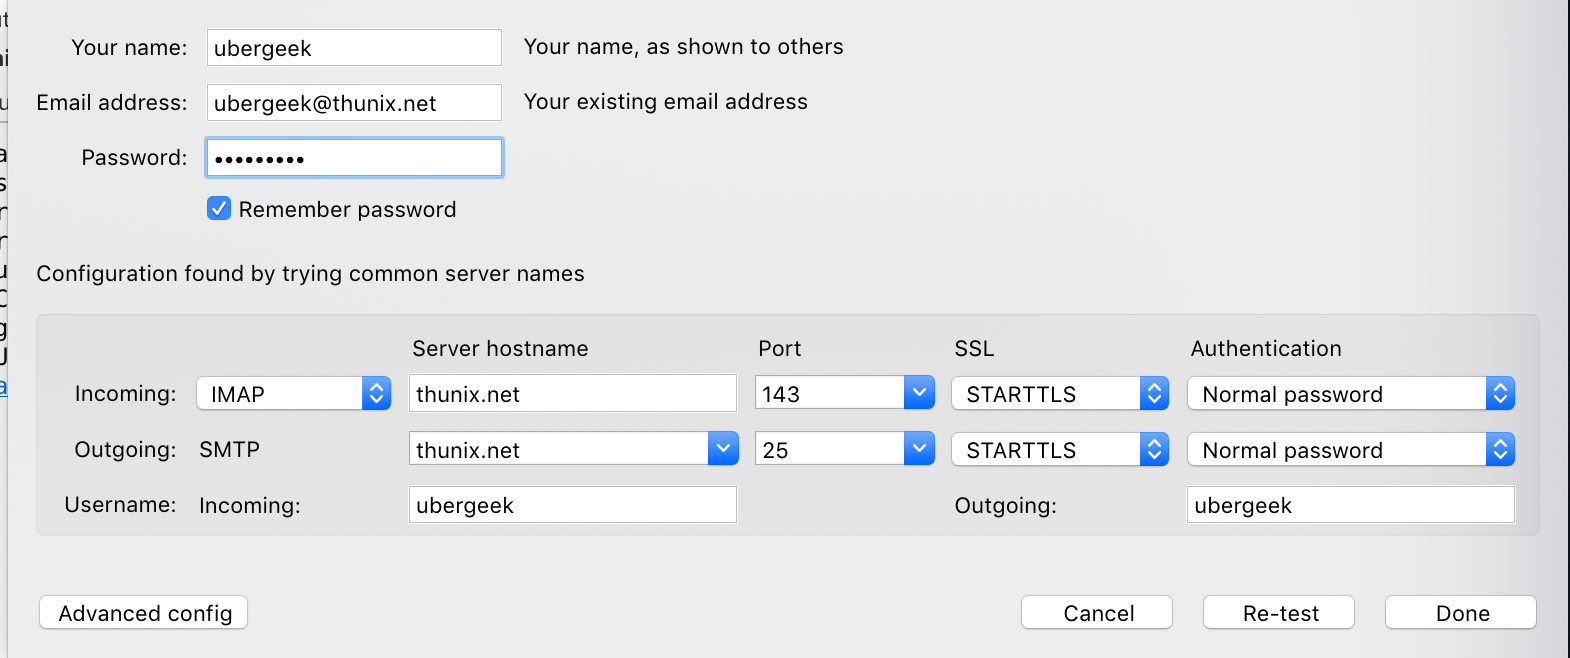 Your name: ubergeek Your name, as shown to others
Email address: ubergeek@thunix.net Your existing email address
Password: •••••••••
Remember password
Configuration found by trying common server names
Server hostname Port SSL Authentication
Incoming: IMAP thunix.net 143 STARTTLS Normal password
Outgoing: SMTP thunix.net 25 STARTTLS Normal password
Username: Incoming: ubergeek Outgoing: ubergeek
Advanced config Cancel Re-test Done